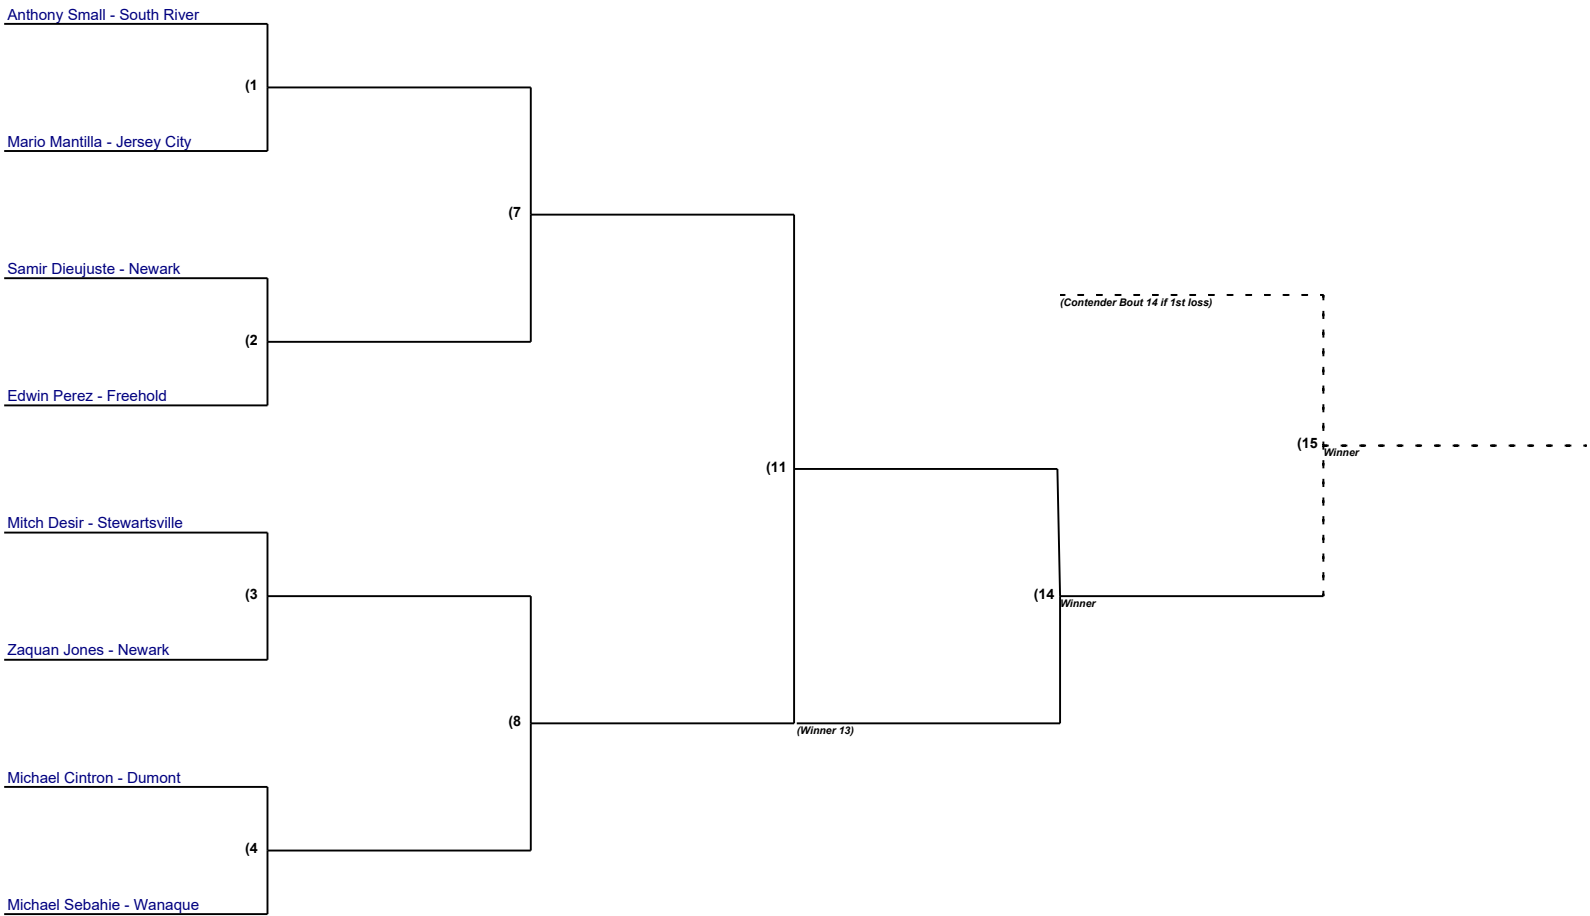 Anthony Small - South River
(1
Mario Mantilla - Jersey City
(7
Samir Dieujuste - Newark
(Contender Bout 14 if 1st loss)
(2
Edwin Perez - Freehold
(15
Winner
(11
Mitch Desir - Stewartsville
(3
(14
Winner
Zaquan Jones - Newark
(8
(Winner 13)
Michael Cintron - Dumont
(4
Michael Sebahie - Wanaque